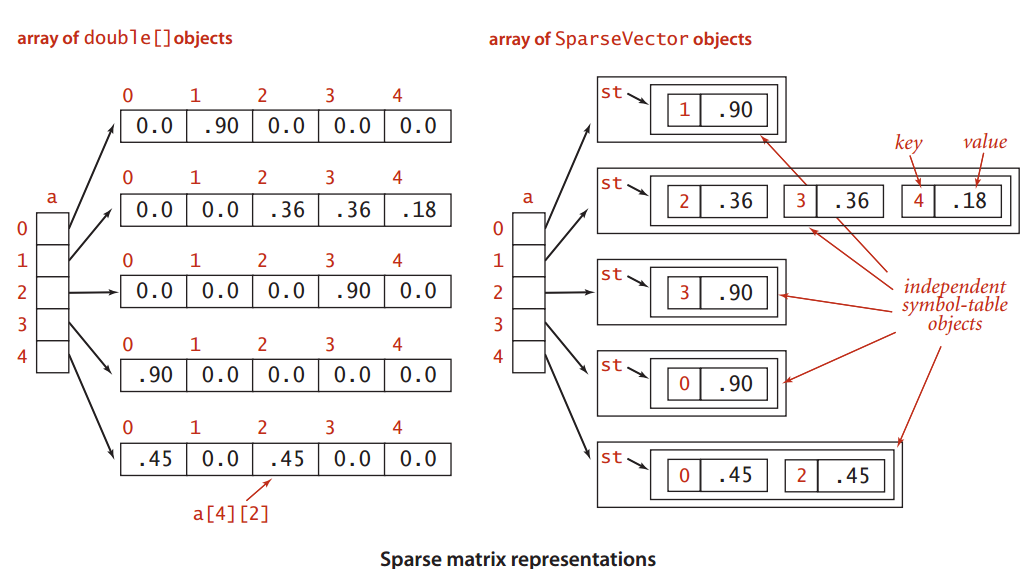 array of double[] objects
0 1 2 3 4
0.0 .90 0.0 0.0 0.0
0 1 2 3 4
0.0 0.0 .36 .36 .18
0 1 2 3 4
0.0 0.0 0.0 .90 0.0
0 1 2 3 4
.90 0.0 0.0 0.0 0.0
0 1 2 3 4
.45 0.0 .45 0.0 0.0
a
0
1
2
3
4
a[4][2]
array of SparseVector objects
a
0
1
2
3
4
st
1 .90
key value
st
2 .36 3 .36 4 .18
st
3 .90
independent
symbol-table
objects
st
0 .90
st
0 .45 2 .45
Sparse matrix representations